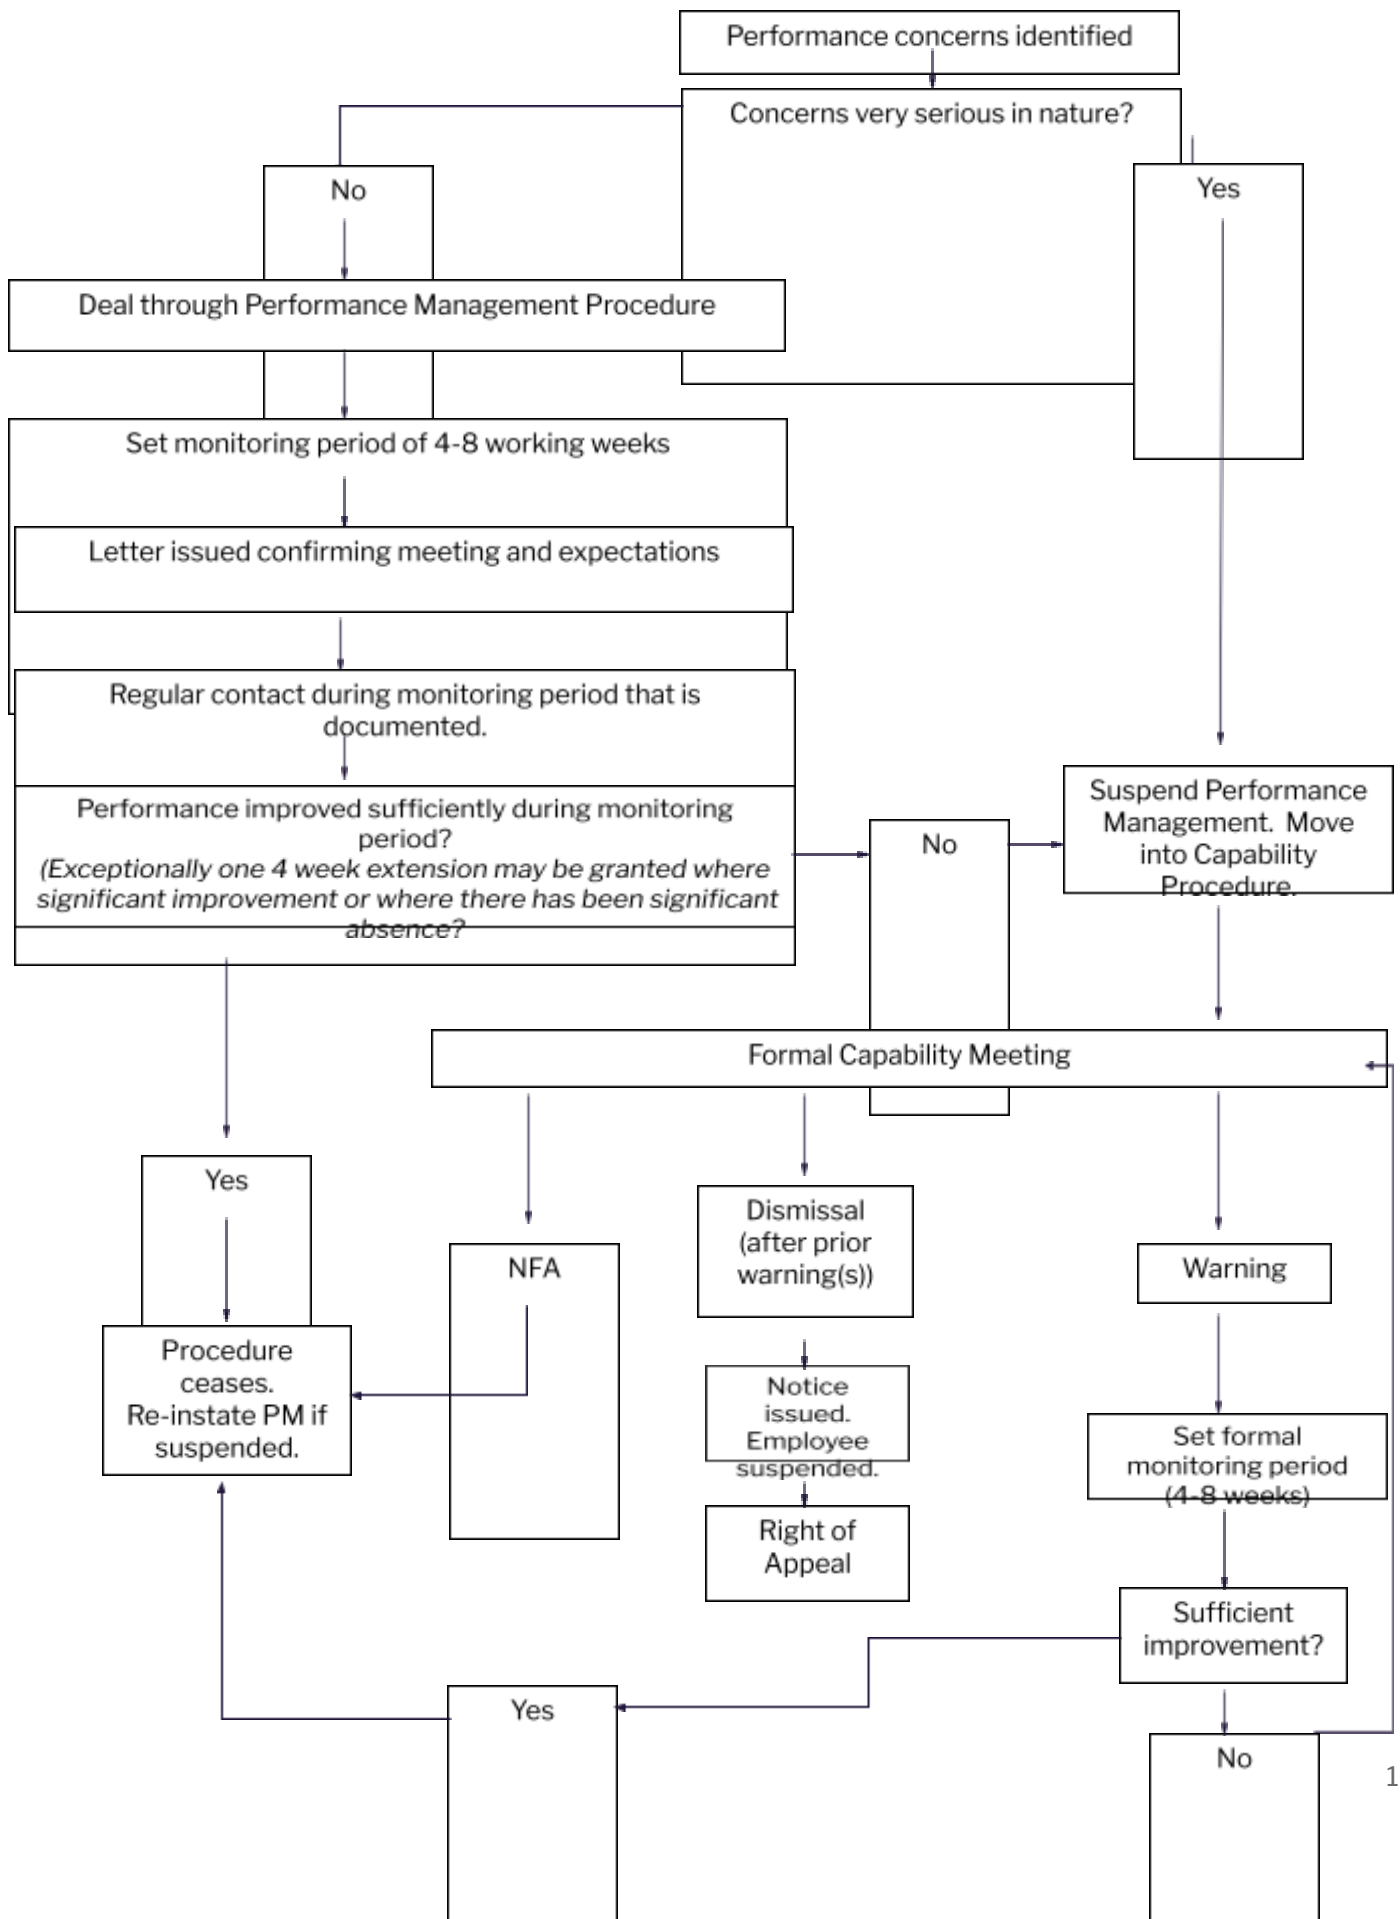 Performance concerns identified
Concerns very serious in nature?
No
Yes
Deal through Performance Management Procedure
Set monitoring period of 4-8 working weeks
Letter issued confirming meeting and expectations
Regular contact during monitoring period that is
documented.
Performance improved sufficiently during monitoring
period?
(Exceptionally one 4 week extension may be granted where
significant improvement or where there has been significant
absence?
No
Suspend Performance
Management.  Move
into Capability
Procedure.
Formal Capability Meeting
Yes
Procedure
ceases.
Re-instate PM if
suspended.
NFA
Dismissal
(after prior
warning(s))
Notice
issued.
Employee
suspended.
Right of
Appeal
Warning
Set formal
monitoring period
(4-8 weeks)
Sufficient
improvement?
Yes
No
1